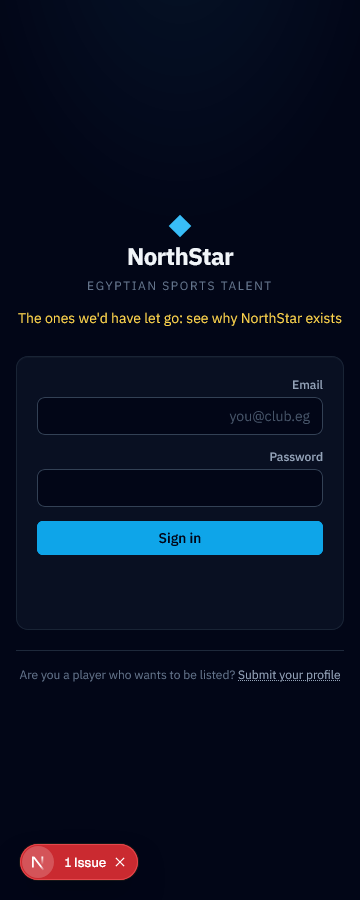 NorthStar
EGYPTIAN SPORTS TALENT
The ones we'd have let go: see why NorthStar exists
Email
you@club.eg
Password
Sign in
Are you a player who wants to be listed? Submit your profile
N 1 Issue ×